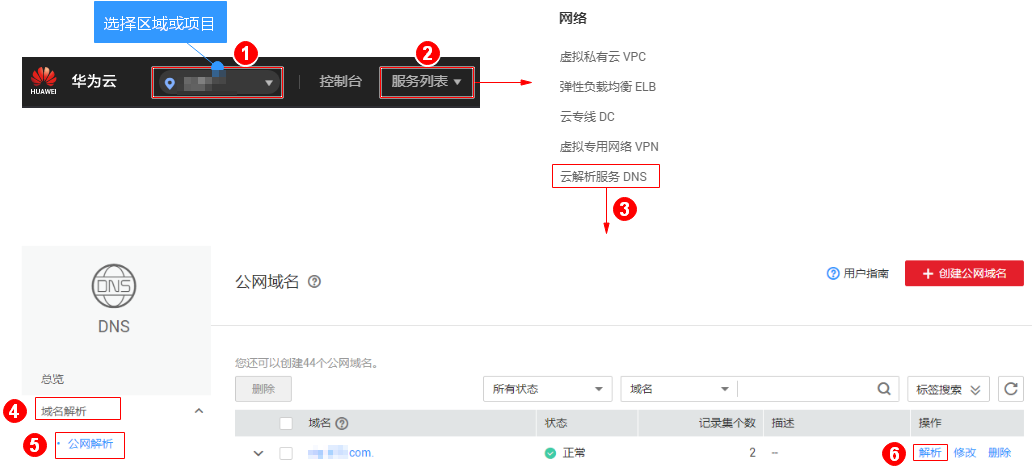 选择区域或项目
网络
1
2
虚拟私有云 VPC
HUAWEI
华为云
控制台
服务列表
弹性负载均衡 ELB
云专线 DC
虚拟专用网络 VPN
云解析服务 DNS
3
DNS
DNS
公网域名
用户指南
创建公网域名
您还可以创建44个公网域名。
总览
删除
所有状态
域名
标签搜索
4
域名解析
域名
状态
记录集个数
描述
操作
5
公网解析
com.
正常
2
--
6
解析
修改
删除